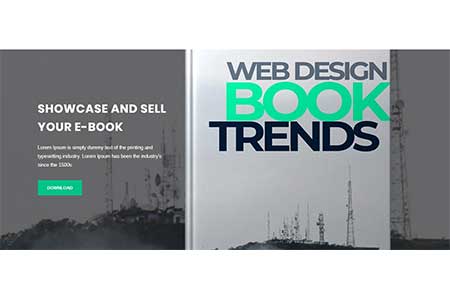 SHOWCASE AND SELL
YOUR E-BOOK
Lorem Ipsum is simply dummy text of the printing and
typesetting industry. Lorem Ipsum has been the industry's
since the 1500s
DOWNLOAD
WEB DESIGN
BOOK
TRENDS